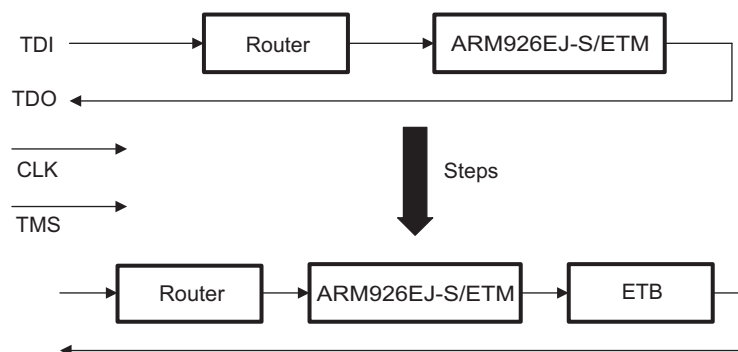 TDI
Router
ARM926EJ-S/ETM
TDO
CLK
Steps
TMS
Router
ARM926EJ-S/ETM
ETB